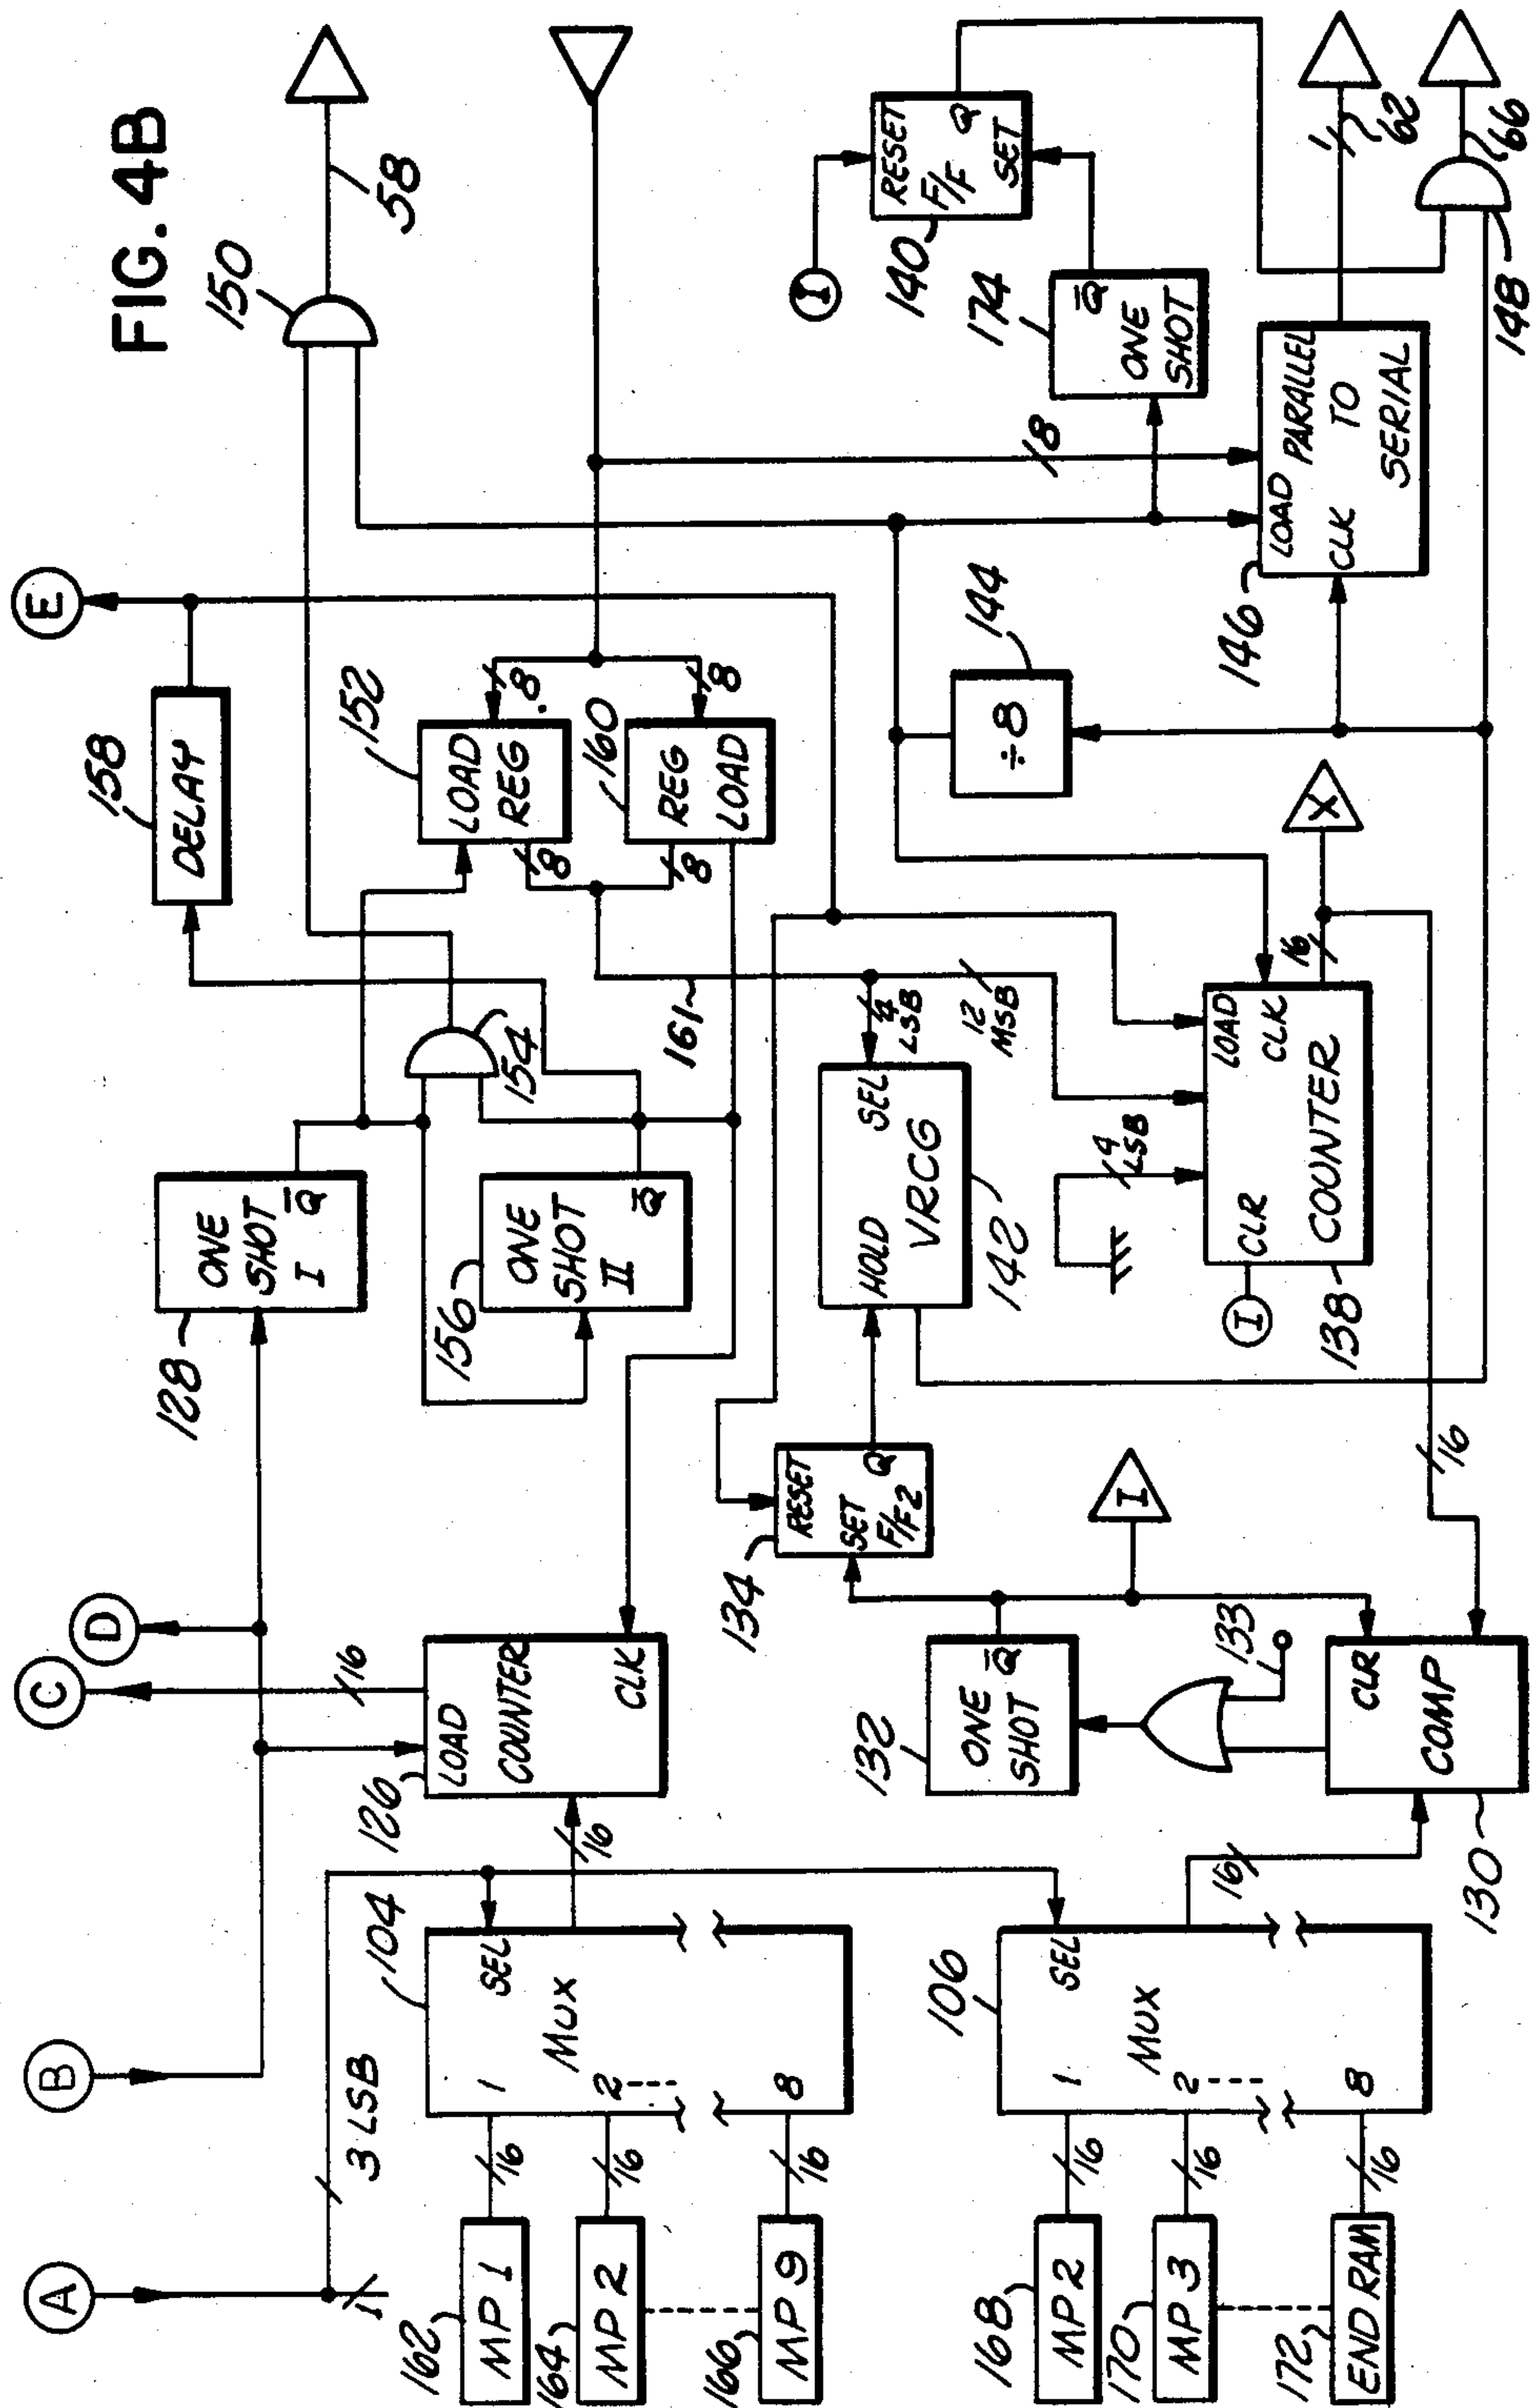 FIG. 4B
A
B
C
D
E
1
3 LSB
162
MP 1
16
164
MP 2
16
166
MP 9
16
104
SEL
MUX
1
2
8
16
126
LOAD
COUNTER
CLK
16
128
ONE
SHOT
I
Q̅
156
ONE
SHOT
II
Q̅
154
158
DELAY
152
LOAD
REG
8
8
160
REG
LOAD
8
8
161
150
58
168
MP 2
16
170
MP 3
16
172
END RAM
16
106
SEL
MUX
1
2
8
16
130
CLR
COMP
133
132
ONE
SHOT
Q̅
I
134
RESET
SET
F/F 2
Q
HOLD
SEL
VRCG
142
4
LSB
12
MSB
4
LSB
I
CLR
LOAD
CLK
COUNTER
138
16
X
16
÷8
144
146
LOAD
PARALLEL
TO
SERIAL
CLK
8
174
ONE
SHOT
Q̅
I
140
RESET
F/F
Q
SET
1
62
66
148